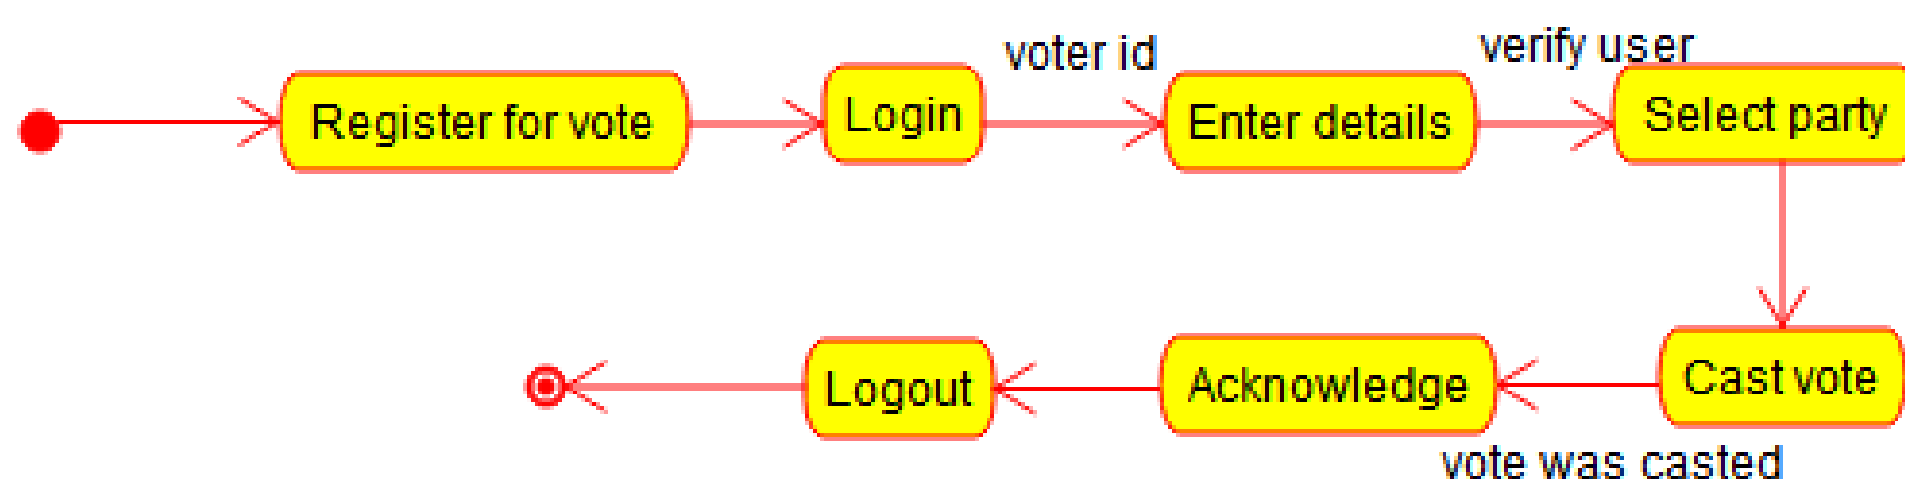 voter id
verify user
Register for vote
Login
Enter details
Select party
Logout
Acknowledge
Cast vote
vote was casted